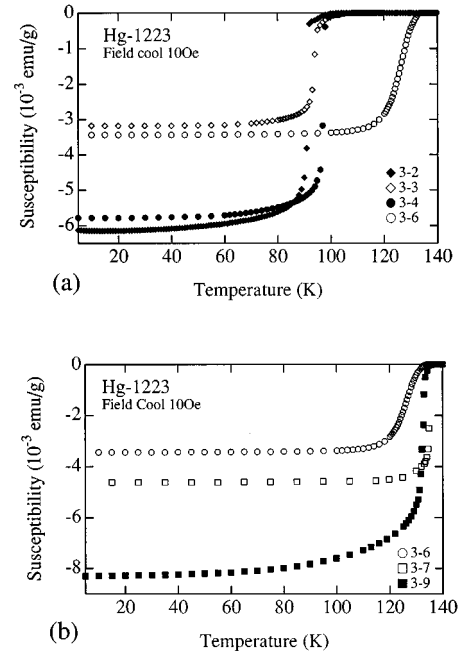 0
-1
-2
-3
-4
-5
-6
Susceptibility (10⁻³ emu/g)
Hg-1223
Field cool 10Oe
3-2
3-3
3-4
3-6
20 40 60 80 100 120 140
(a)
Temperature (K)
0
-2
-4
-6
-8
Susceptibility (10⁻³ emu/g)
Hg-1223
Field Cool 10Oe
3-6
3-7
3-9
20 40 60 80 100 120 140
(b)
Temperature (K)